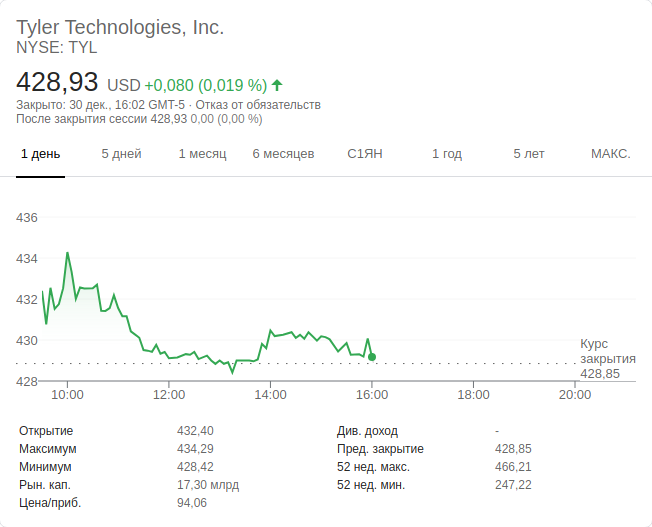 Tyler Technologies, Inc.
NYSE: TYL
428,93 USD +0,080 (0,019 %)
Закрыто: 30 дек., 16:02 GMT-5 · Отказ от обязательств
После закрытия сессии 428,93 0,00 (0,00 %)
1 день 5 дней 1 месяц 6 месяцев С1ЯН 1 год 5 лет МАКС.
436
434
432
430
428
Курс
закрытия
428,85
10:00 12:00 14:00 16:00 18:00 20:00
Открытие 432,40 Див. доход -
Максимум 434,29 Пред. закрытие 428,85
Минимум 428,42 52 нед. макс. 466,21
Рын. кап. 17,30 млрд 52 нед. мин. 247,22
Цена/приб. 94,06